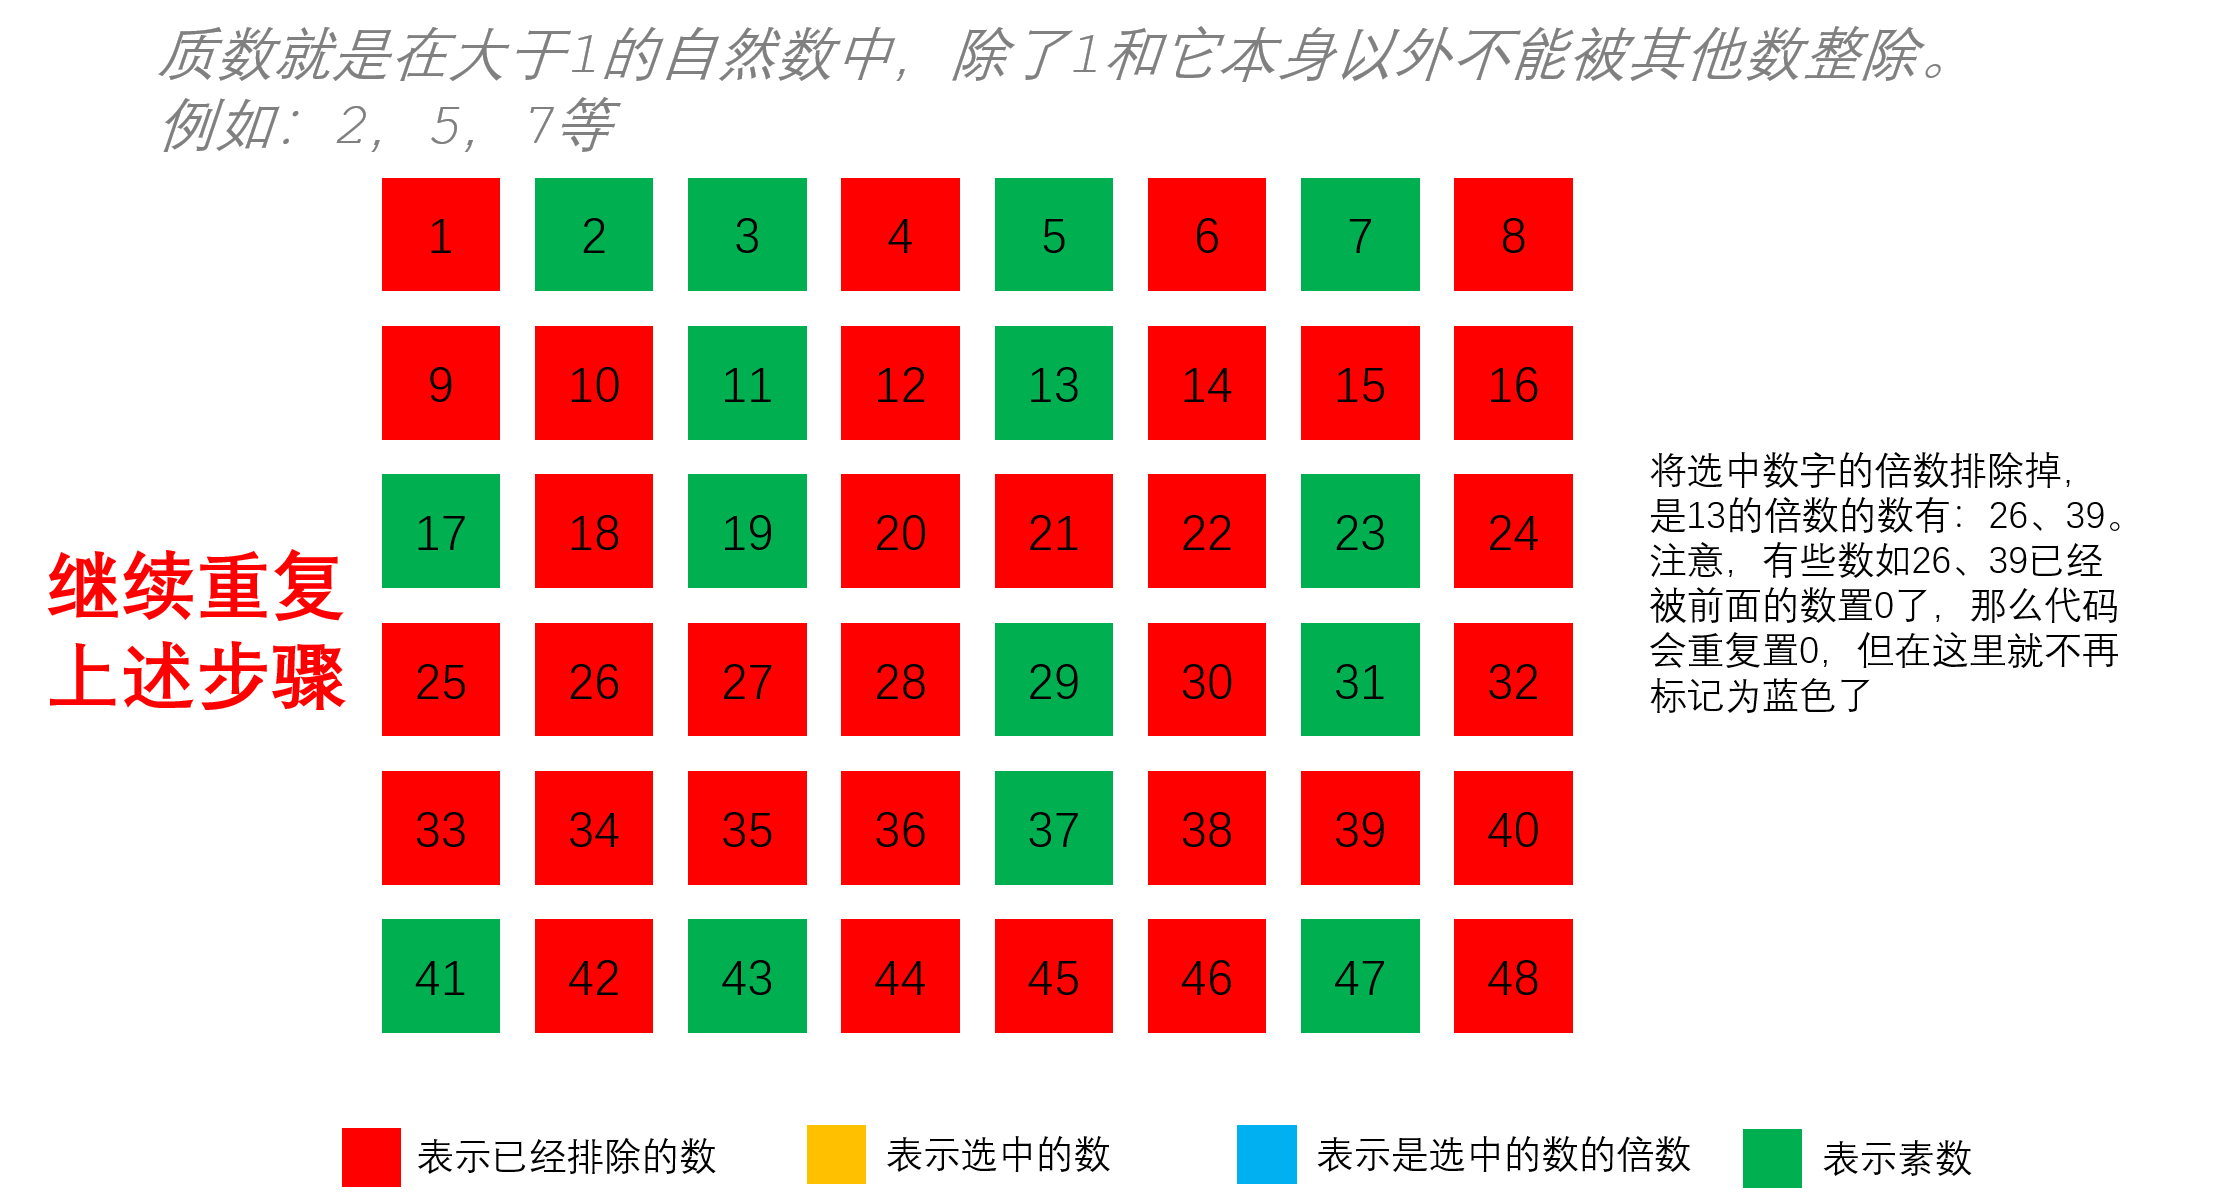 质数就是在大于1的自然数中，除了1和它本身以外不能被其他数整除。
例如：2，5，7等
1 2 3 4 5 6 7 8
9 10 11 12 13 14 15 16
17 18 19 20 21 22 23 24
25 26 27 28 29 30 31 32
33 34 35 36 37 38 39 40
41 42 43 44 45 46 47 48
继续重复
上述步骤
将选中数字的倍数排除掉，
是13的倍数的数有：26、39。
注意，有些数如26、39已经
被前面的数置0了，那么代码
会重复置0，但在这里就不再
标记为蓝色了
表示已经排除的数 表示选中的数 表示是选中的数的倍数 表示素数